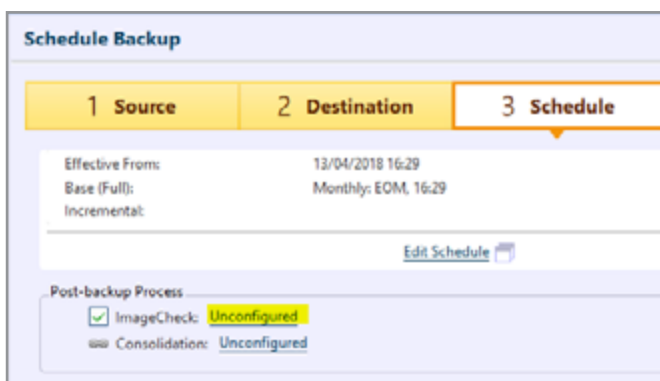 Schedule Backup
1 Source 2 Destination 3 Schedule
Effective From: 13/04/2018 16:29
Base (Full): Monthly: EOM, 16:29
Incremental:
Edit Schedule
Post-backup Process
ImageCheck: Unconfigured
Consolidation: Unconfigured